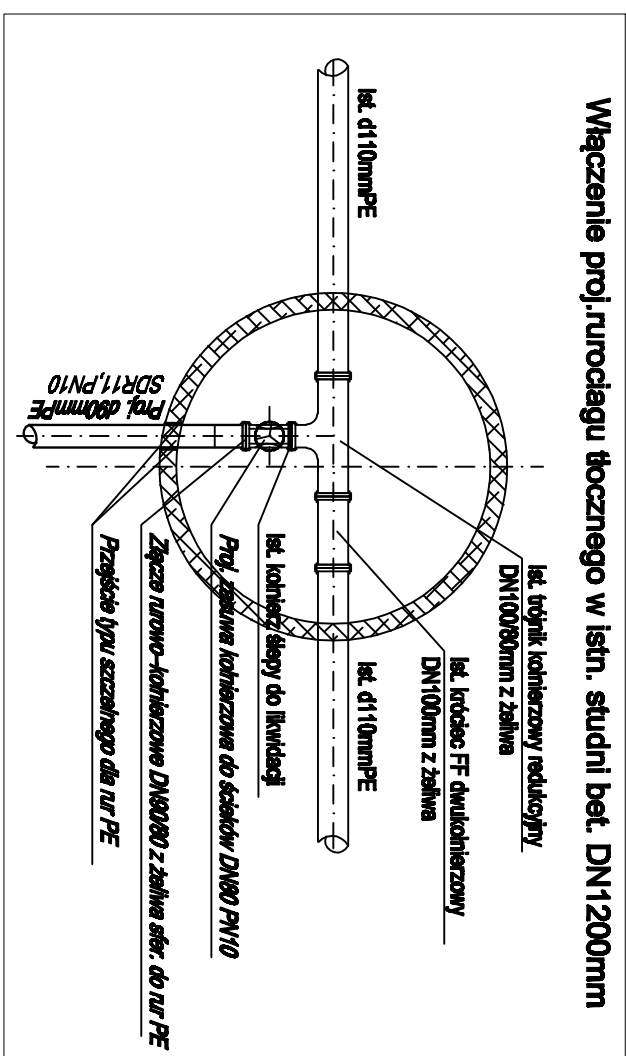 Włączenie proj.rurociagu tłocznego w istn. studni bet. DN1200mm
Ist. trójnik kołnierzowy redukcyjny
DN100/80mm z żeliwa
Ist. króciec FF dwukołnierzowy
DN100mm z żeliwa
Ist. d110mmPE
Ist. d110mmPE
Ist. kołnierz ślepy do likwidacji
Proj. zasuwa kołnierzowa do ścieków DN80 PN10
Złącze rurowo-kołnierzowe DN90/80 z żeliwa sfer. do rur PE
Przejście typu szczelnego dla rur PE
Proj. d90mmPE
SDR11,PN10